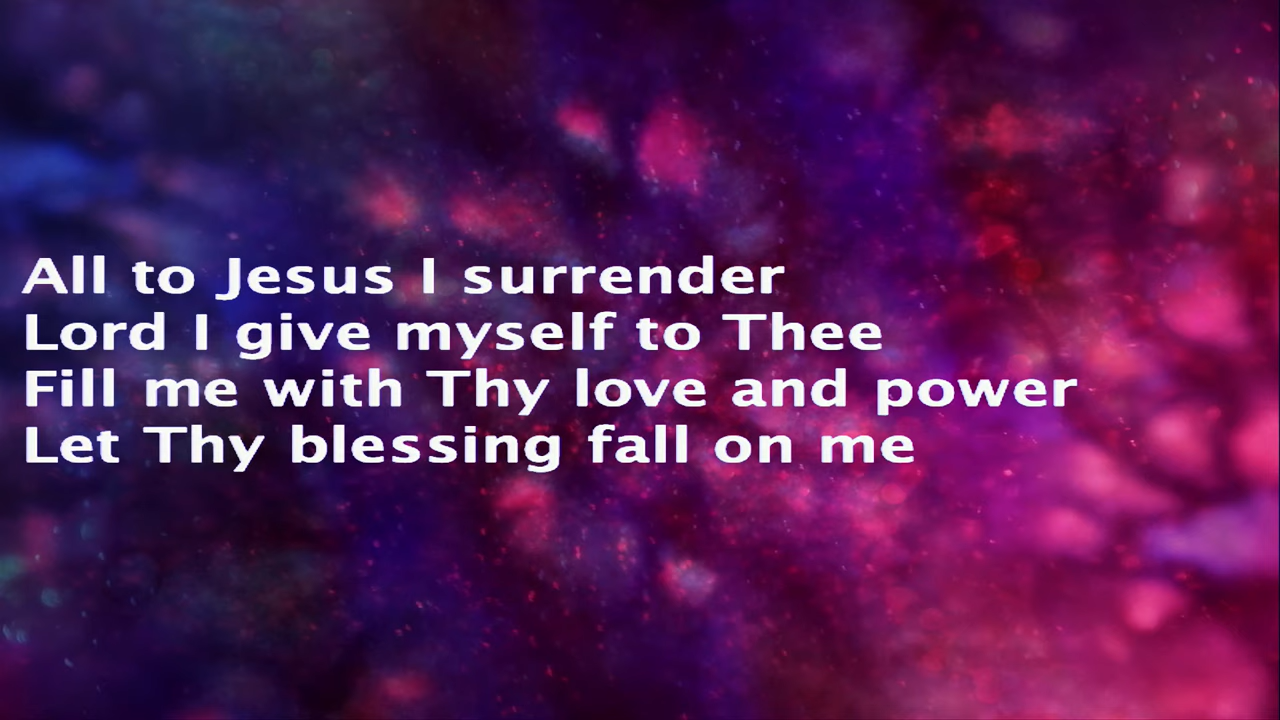 All to Jesus I surrender
Lord I give myself to Thee
Fill me with Thy love and power
Let Thy blessing fall on me